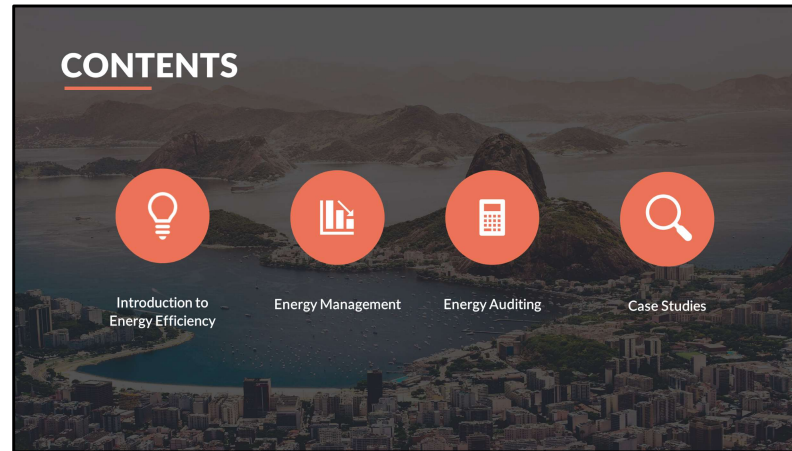 CONTENTS
Introduction to
Energy Efficiency
Energy Management
Energy Auditing
Case Studies